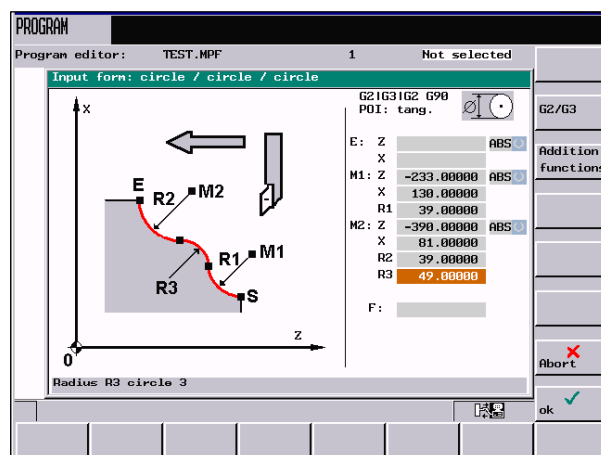 PROGRAM
Program editor: TEST.MPF 1 Not selected
Input form: circle / circle / circle
G2|G3|G2 G90
POI: tang.
G2/G3
Addition
functions
Abort
ok
X
E
R2
M2
R1
M1
R3
S
Z
0
E: Z ABS
X
M1: Z -233.00000 ABS
X 130.00000
R1 39.00000
M2: Z -390.00000 ABS
X 81.00000
R2 39.00000
R3 49.00000
F:
Radius R3 circle 3